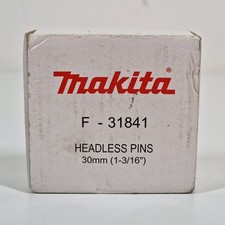 makita
F - 31841
HEADLESS PINS
30mm (1-3/16")